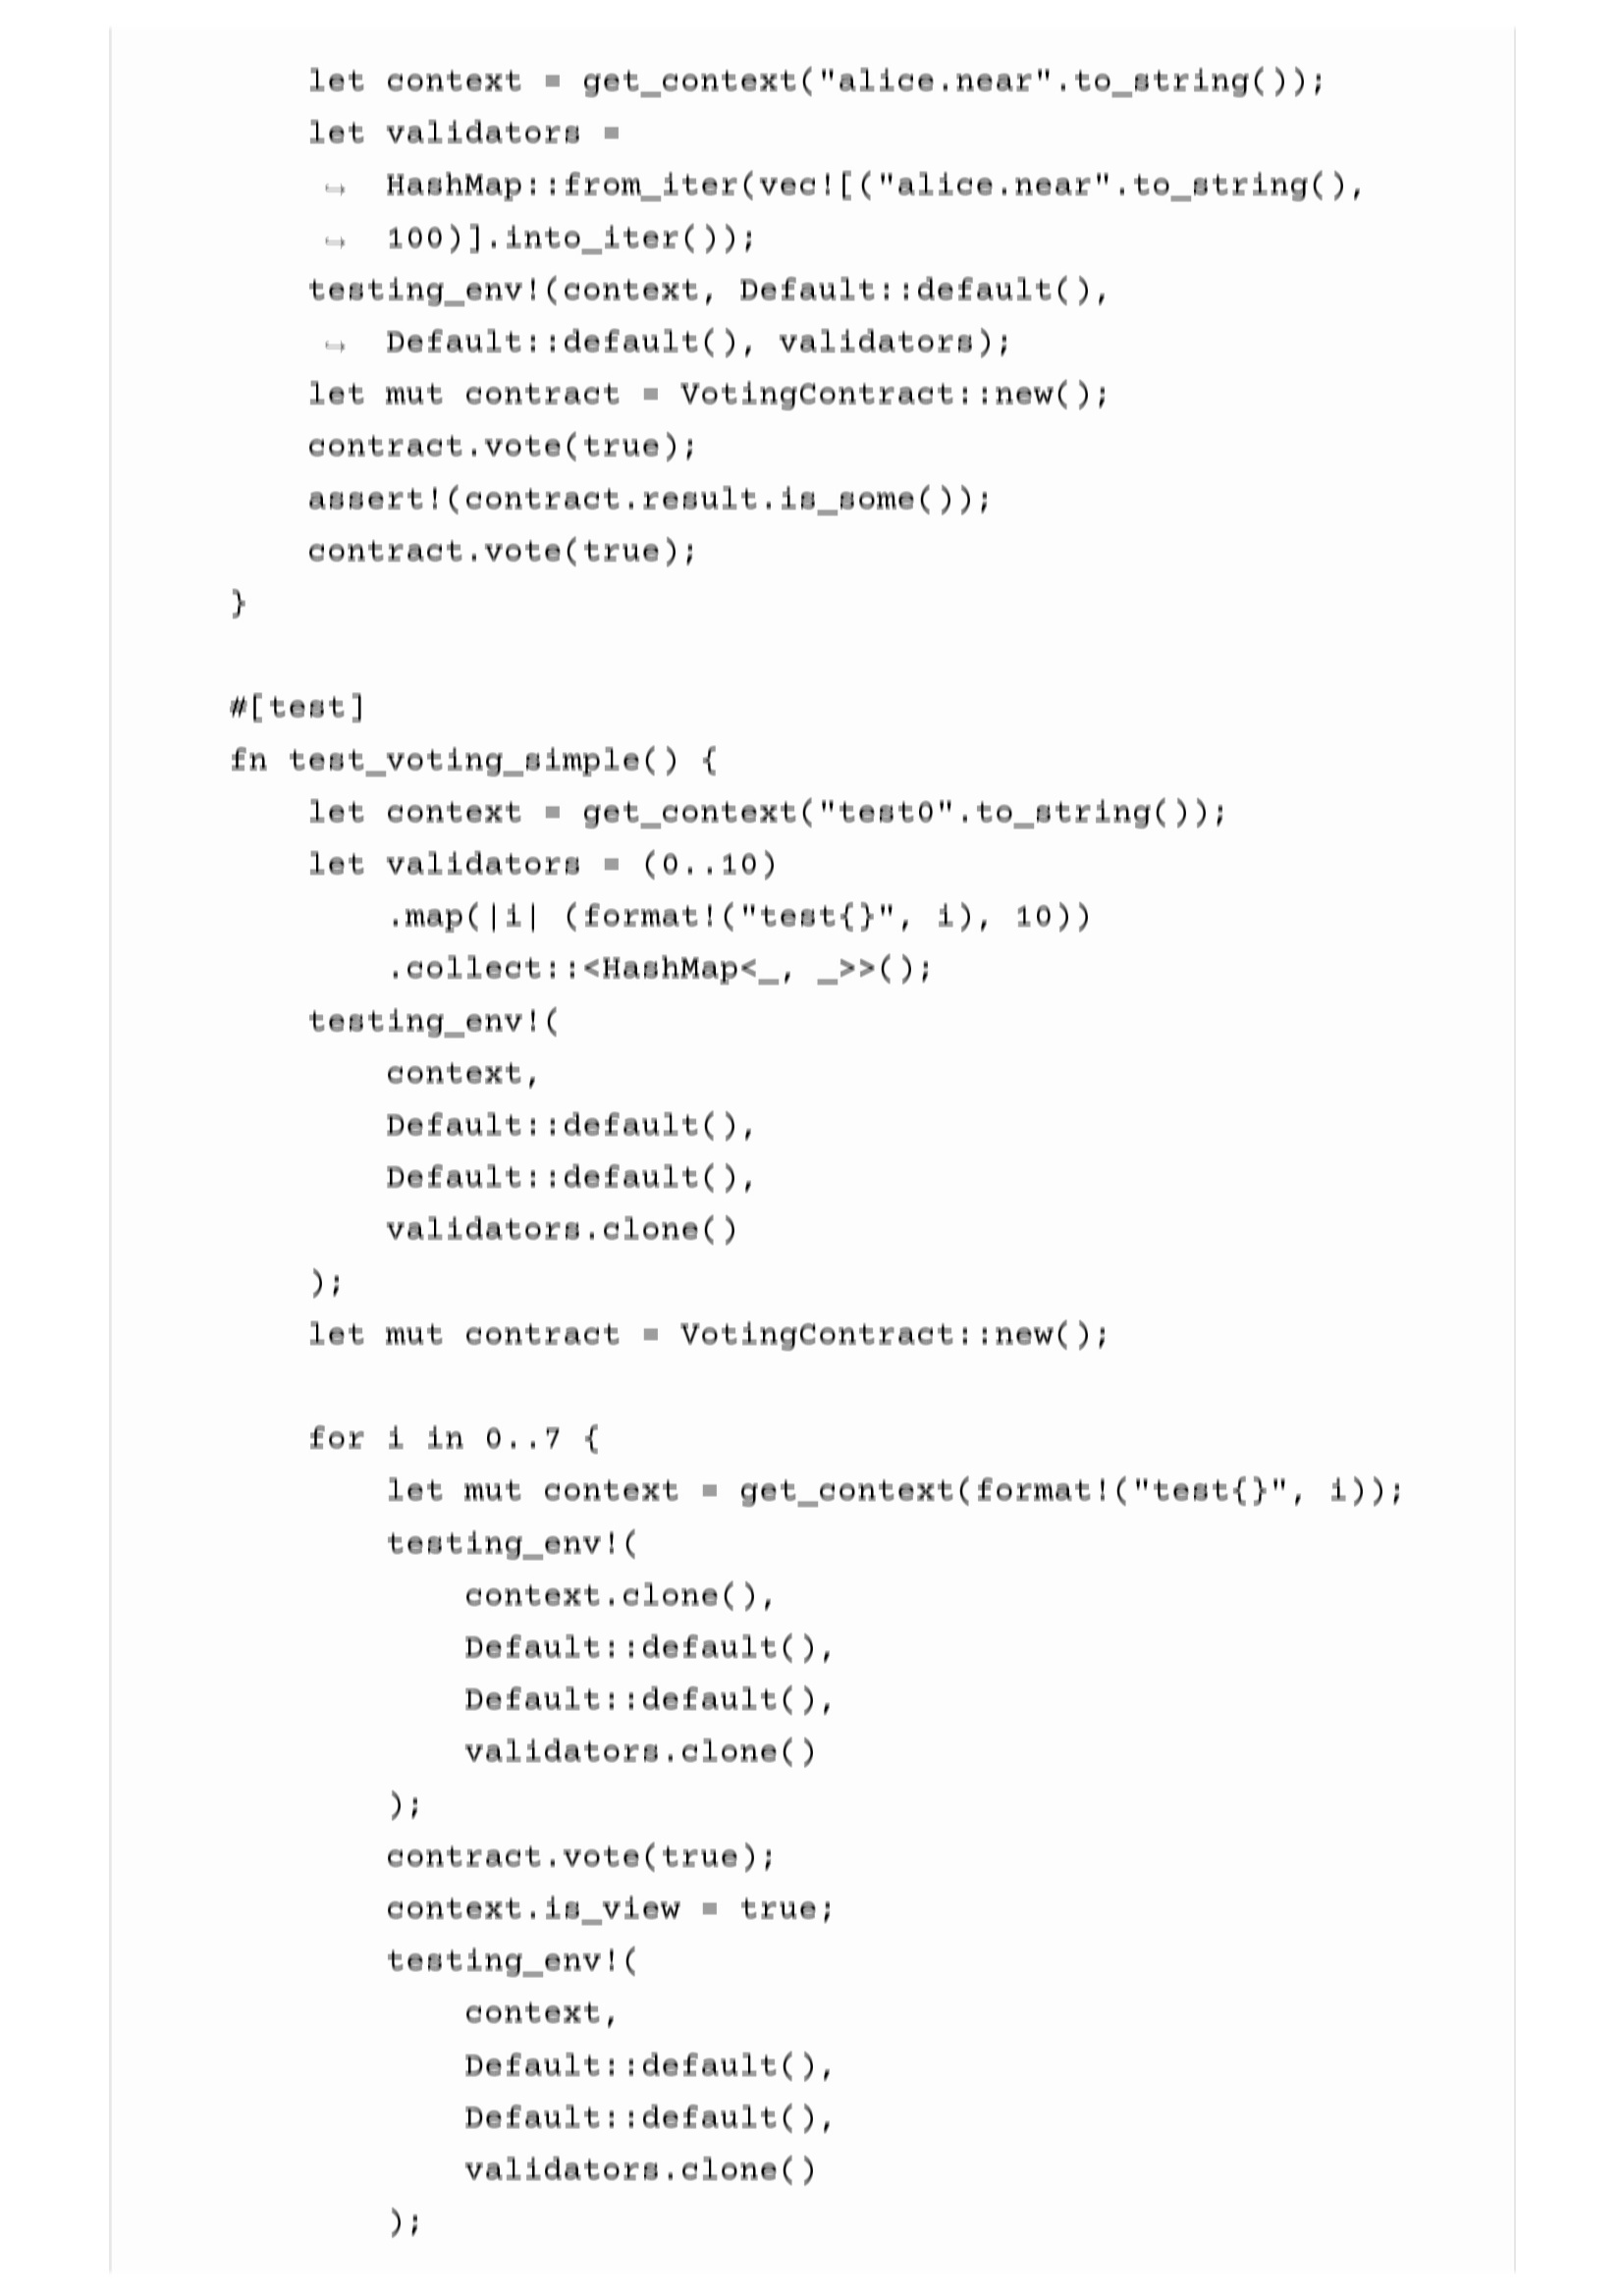 let context = get_context("alice.near".to_string());
let validators =
↪ HashMap::from_iter(vec![("alice.near".to_string(),
↪ 100)].into_iter());
testing_env!(context, Default::default(),
↪ Default::default(), validators);
let mut contract = VotingContract::new();
contract.vote(true);
assert!(contract.result.is_some());
contract.vote(true);
}
#[test]
fn test_voting_simple() {
let context = get_context("test0".to_string());
let validators = (0..10)
.map(|i| (format!("test{}", i), 10))
.collect::<HashMap<_, _>>();
testing_env!(
context,
Default::default(),
Default::default(),
validators.clone()
);
let mut contract = VotingContract::new();
for i in 0..7 {
let mut context = get_context(format!("test{}", i));
testing_env!(
context.clone(),
Default::default(),
Default::default(),
validators.clone()
);
contract.vote(true);
context.is_view = true;
testing_env!(
context,
Default::default(),
Default::default(),
validators.clone()
);